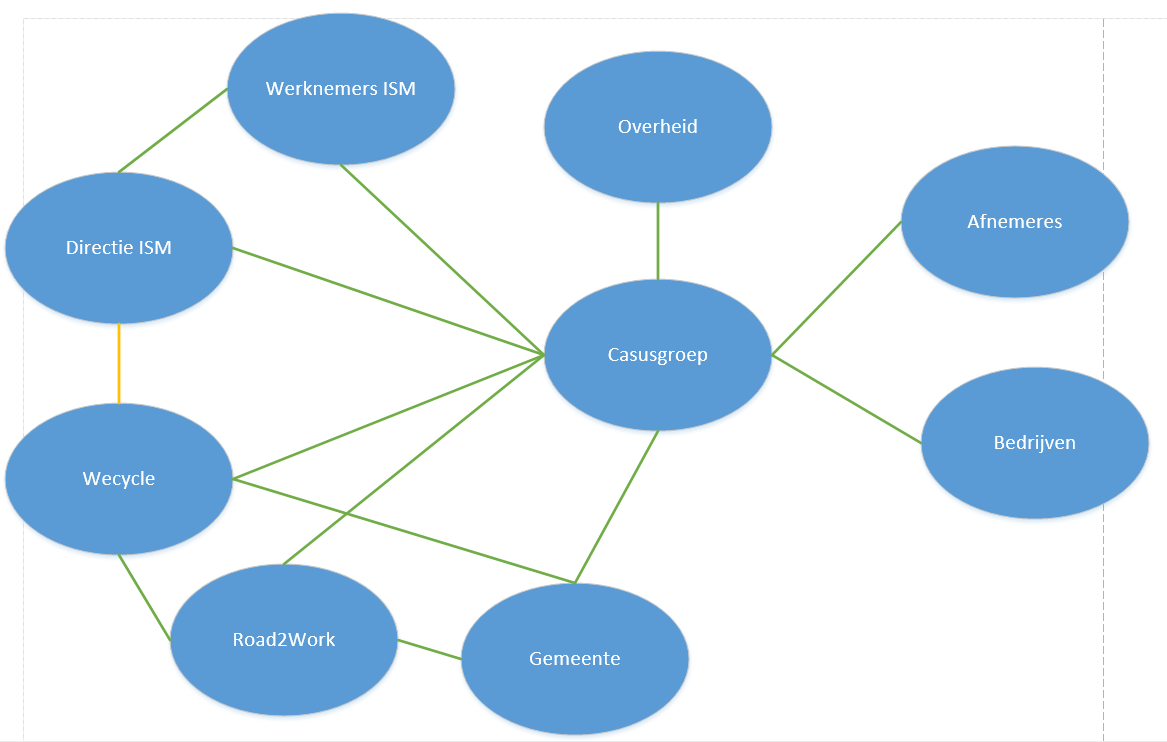 Werknemers ISM
Overheid
Afnemeres
Directie ISM
Casusgroep
Bedrijven
Wecycle
Road2Work
Gemeente